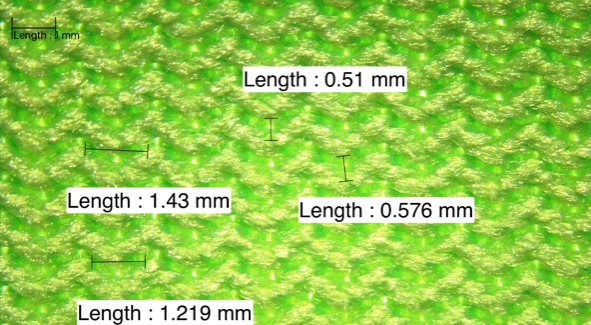 Length : 1 mm
Length : 0.51 mm
Length : 1.43 mm
Length : 0.576 mm
Length : 1.219 mm